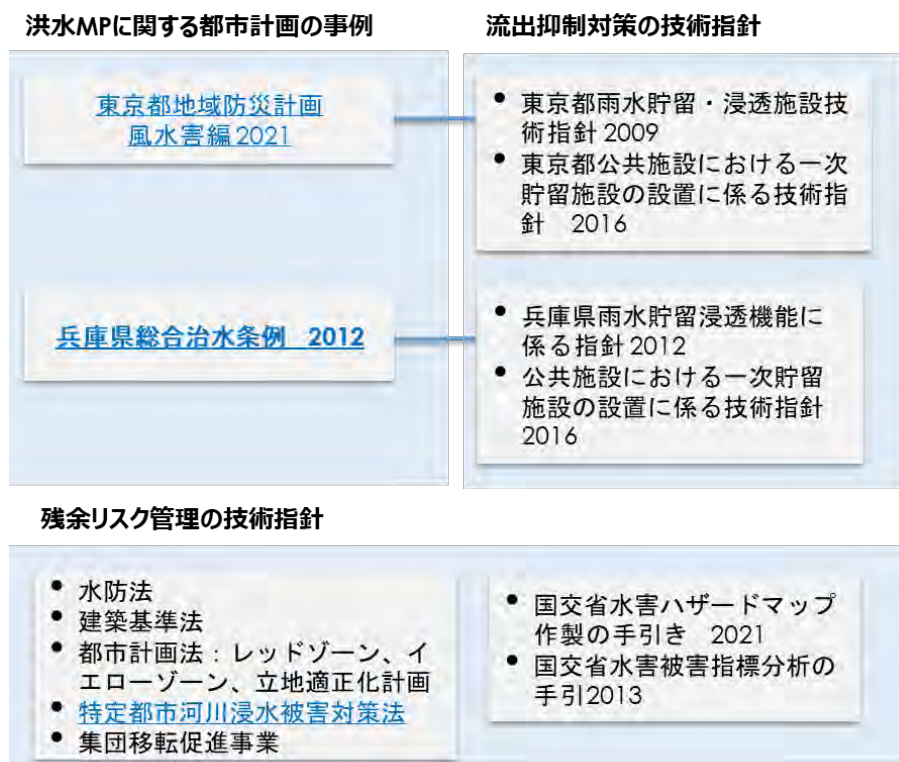 洪水MPに関する都市計画の事例
流出抑制対策の技術指針
東京都地域防災計画
風水害編2021
• 東京都雨水貯留・浸透施設技
術指針 2009
• 東京都公共施設における一次
貯留施設の設置に係る技術指
針　2016
兵庫県総合治水条例　2012
• 兵庫県雨水貯留浸透機能に
係る指針2012
• 公共施設における一次貯留
施設の設置に係る技術指針
2016
残余リスク管理の技術指針
• 水防法
• 建築基準法
• 都市計画法：レッドゾーン、イ
エローゾーン、立地適正化計画
• 特定都市河川浸水被害対策法
• 集団移転促進事業
• 国交省水害ハザードマップ
作製の手引き　2021
• 国交省水害被害指標分析の
手引2013